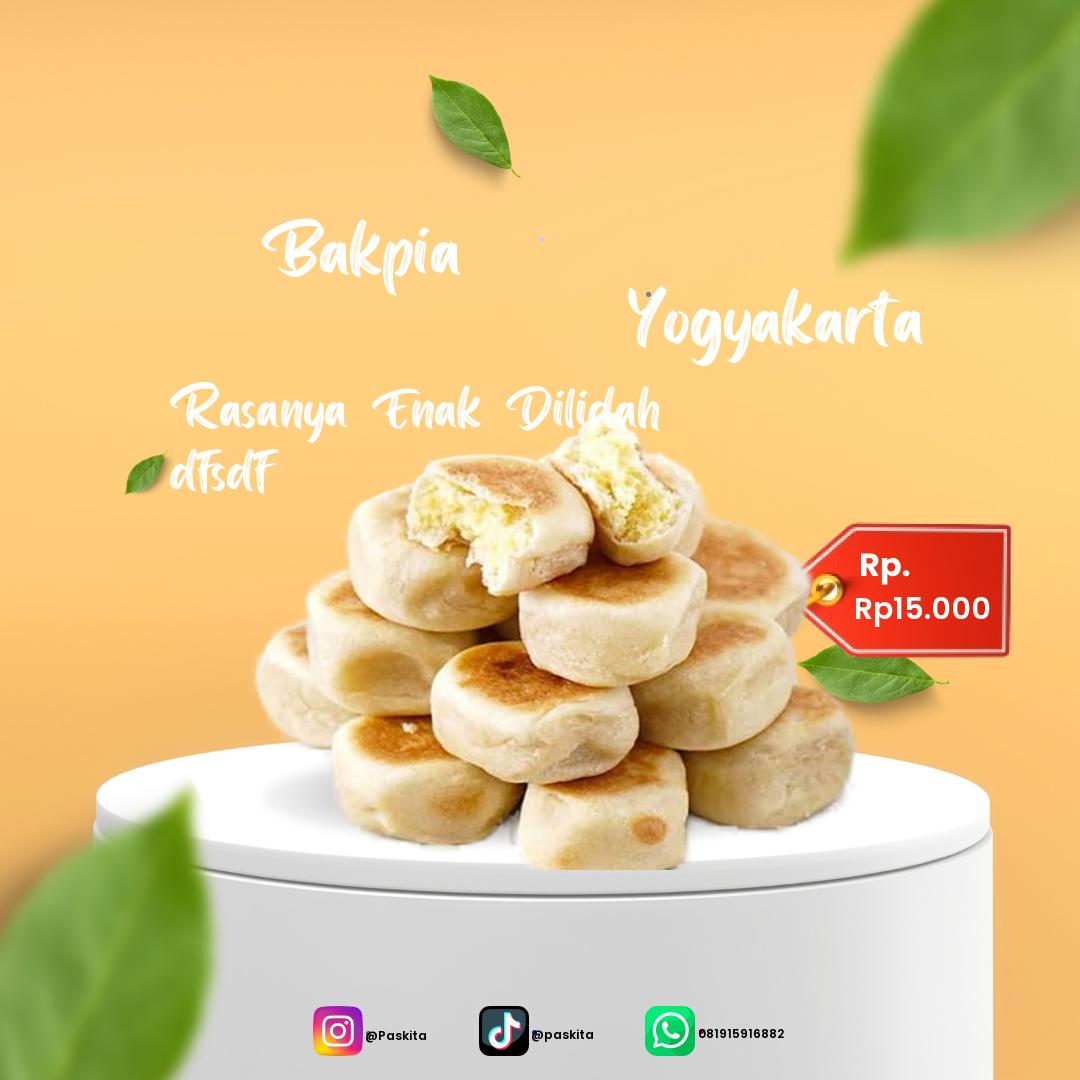 Bakpia
Yogyakarta
Rasanya Enak Dilidah
dFsdF
Rp.
Rp15.000
@Paskita
@paskita
081915916882